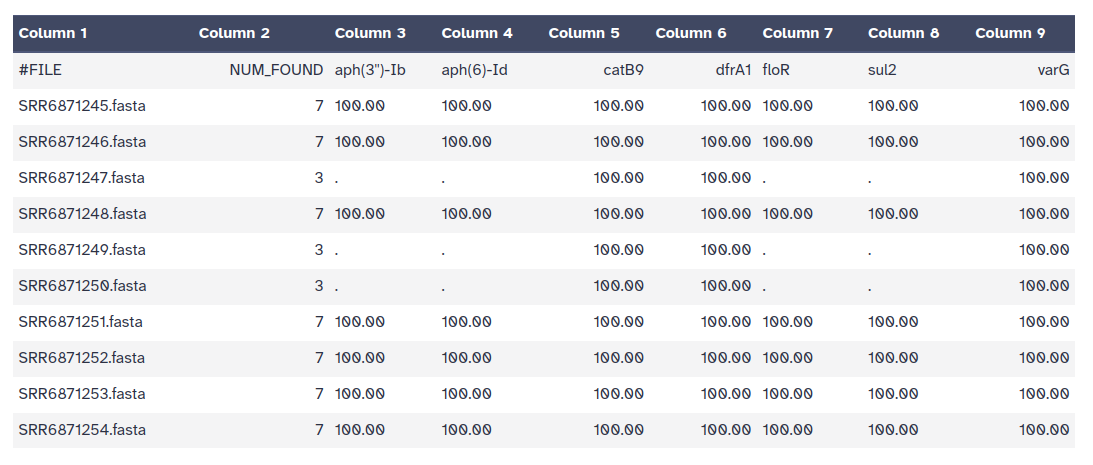 Column 1 Column 2 Column 3 Column 4 Column 5 Column 6 Column 7 Column 8 Column 9
#FILE NUM_FOUND aph(3'')-Ib aph(6)-Id catB9 dfrA1 floR sul2 varG
SRR6871245.fasta 7 100.00 100.00 100.00 100.00 100.00 100.00 100.00
SRR6871246.fasta 7 100.00 100.00 100.00 100.00 100.00 100.00 100.00
SRR6871247.fasta 3 . . 100.00 100.00 . . 100.00
SRR6871248.fasta 7 100.00 100.00 100.00 100.00 100.00 100.00 100.00
SRR6871249.fasta 3 . . 100.00 100.00 . . 100.00
SRR6871250.fasta 3 . . 100.00 100.00 . . 100.00
SRR6871251.fasta 7 100.00 100.00 100.00 100.00 100.00 100.00 100.00
SRR6871252.fasta 7 100.00 100.00 100.00 100.00 100.00 100.00 100.00
SRR6871253.fasta 7 100.00 100.00 100.00 100.00 100.00 100.00 100.00
SRR6871254.fasta 7 100.00 100.00 100.00 100.00 100.00 100.00 100.00